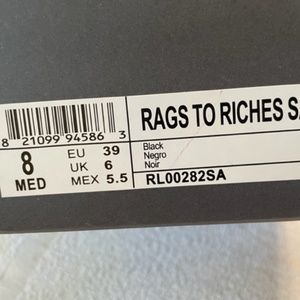 RAGS TO RICHES SA
8 21099 94586 3
Black
Negro
Noir
8 EU 39
UK 6
MED MEX 5.5
RL00282SA